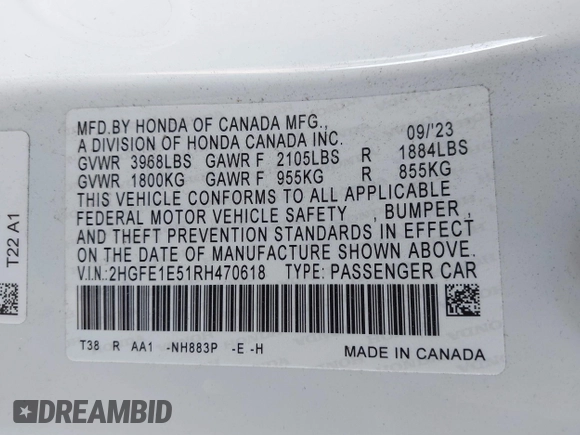 MFD.BY HONDA OF CANADA MFG.,
A DIVISION OF HONDA CANADA INC. 09/'23
GVWR 3968LBS GAWR F 2105LBS R 1884LBS
GVWR 1800KG GAWR F 955KG R 855KG
THIS VEHICLE CONFORMS TO ALL APPLICABLE
FEDERAL MOTOR VEHICLE SAFETY , BUMPER ,
AND THEFT PREVENTION STANDARDS IN EFFECT
ON THE DATE OF MANUFACTURE SHOWN ABOVE.
V.I.N.:2HGFE1E51RH470618 TYPE: PASSENGER CAR
T38 R AA1 -NH883P -E -H
MADE IN CANADA
T22 A1
DREAMBID